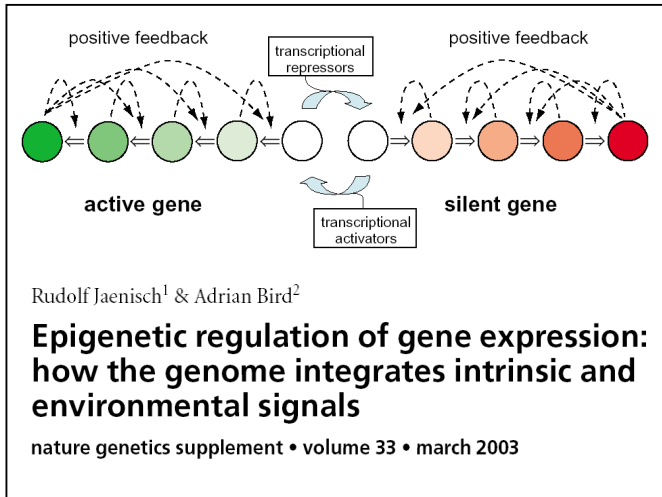 positive feedback
transcriptional
repressors
positive feedback
active gene
silent gene
transcriptional
activators
Rudolf Jaenisch¹ & Adrian Bird²
Epigenetic regulation of gene expression:
how the genome integrates intrinsic and
environmental signals
nature genetics supplement • volume 33 • march 2003